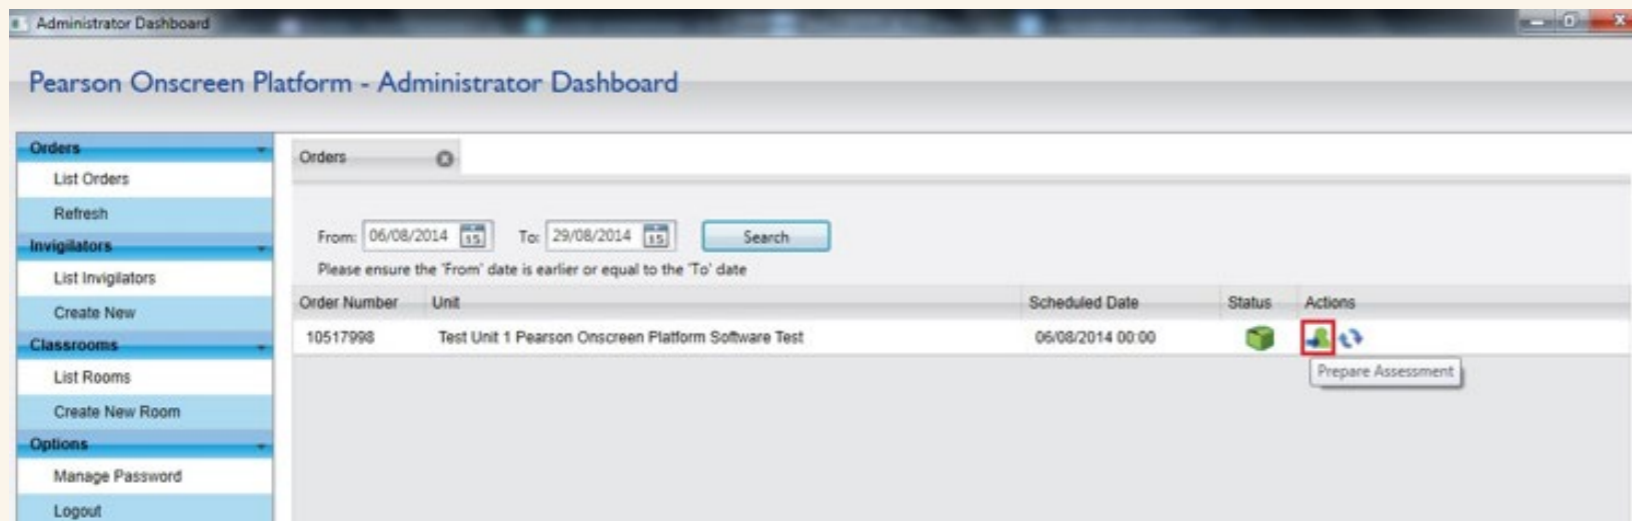 Administrator Dashboard
Pearson Onscreen Platform - Administrator Dashboard
Orders
List Orders
Refresh
Invigilators
List Invigilators
Create New
Classrooms
List Rooms
Create New Room
Options
Manage Password
Logout
Orders
From: 06/08/2014 15 To: 29/08/2014 15 Search
Please ensure the 'From' date is earlier or equal to the 'To' date
Order Number Unit Scheduled Date Status Actions
10517998 Test Unit 1 Pearson Onscreen Platform Software Test 06/08/2014 00:00
Prepare Assessment